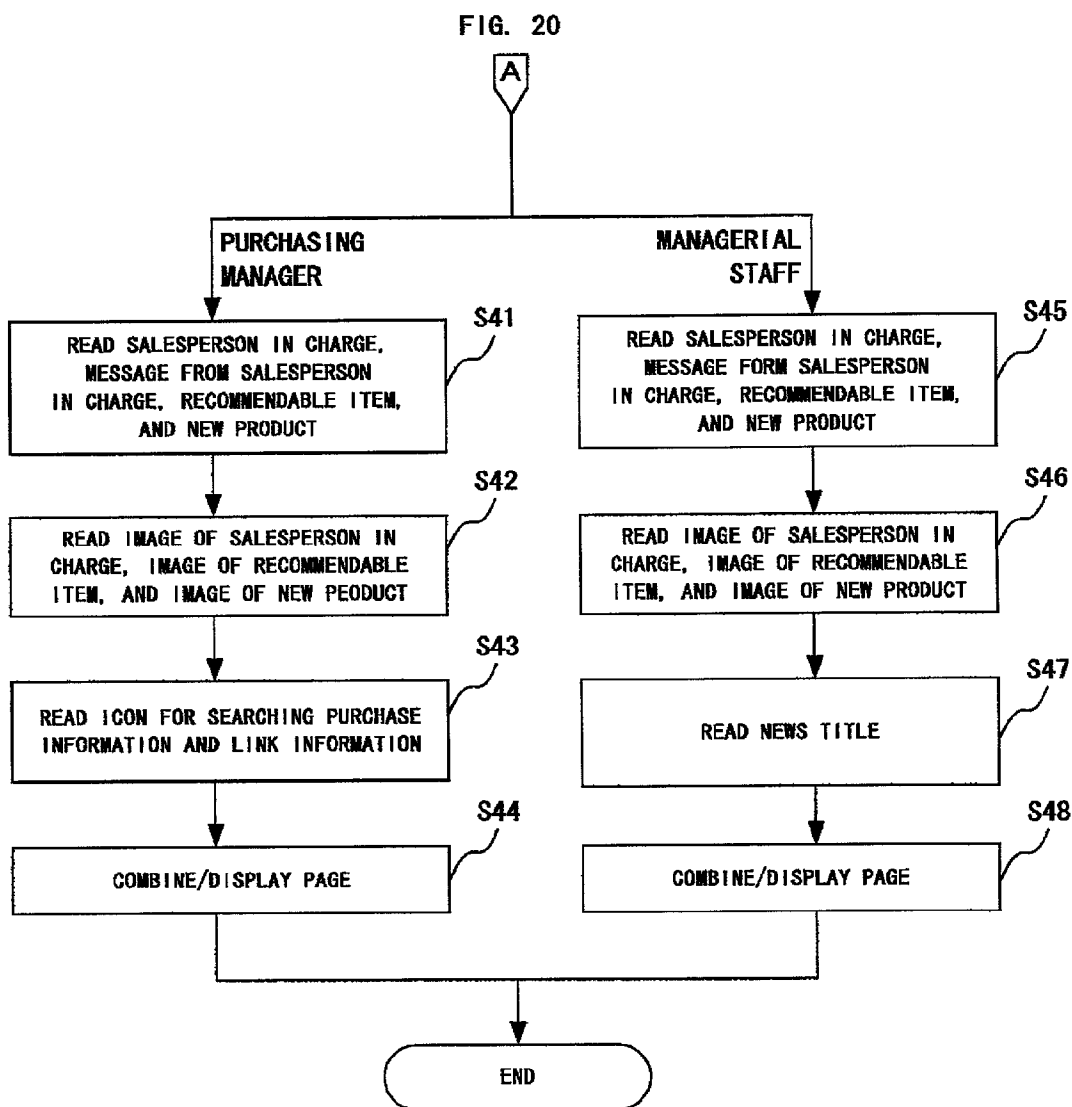 FIG. 20
A
PURCHASING
MANAGER
MANAGERIAL
STAFF
S41
READ SALESPERSON IN CHARGE,
MESSAGE FROM SALESPERSON
IN CHARGE, RECOMMENDABLE ITEM,
AND NEW PRODUCT
S45
READ SALESPERSON IN CHARGE,
MESSAGE FORM SALESPERSON
IN CHARGE, RECOMMENDABLE ITEM,
AND NEW PRODUCT
S42
READ IMAGE OF SALESPERSON IN
CHARGE, IMAGE OF RECOMMENDABLE
ITEM, AND IMAGE OF NEW PEODUCT
S46
READ IMAGE OF SALESPERSON IN
CHARGE, IMAGE OF RECOMMENDABLE
ITEM, AND IMAGE OF NEW PRODUCT
S43
READ ICON FOR SEARCHING PURCHASE
INFORMATION AND LINK INFORMATION
S47
READ NEWS TITLE
S44
COMBINE/DISPLAY PAGE
S48
COMBINE/DISPLAY PAGE
END